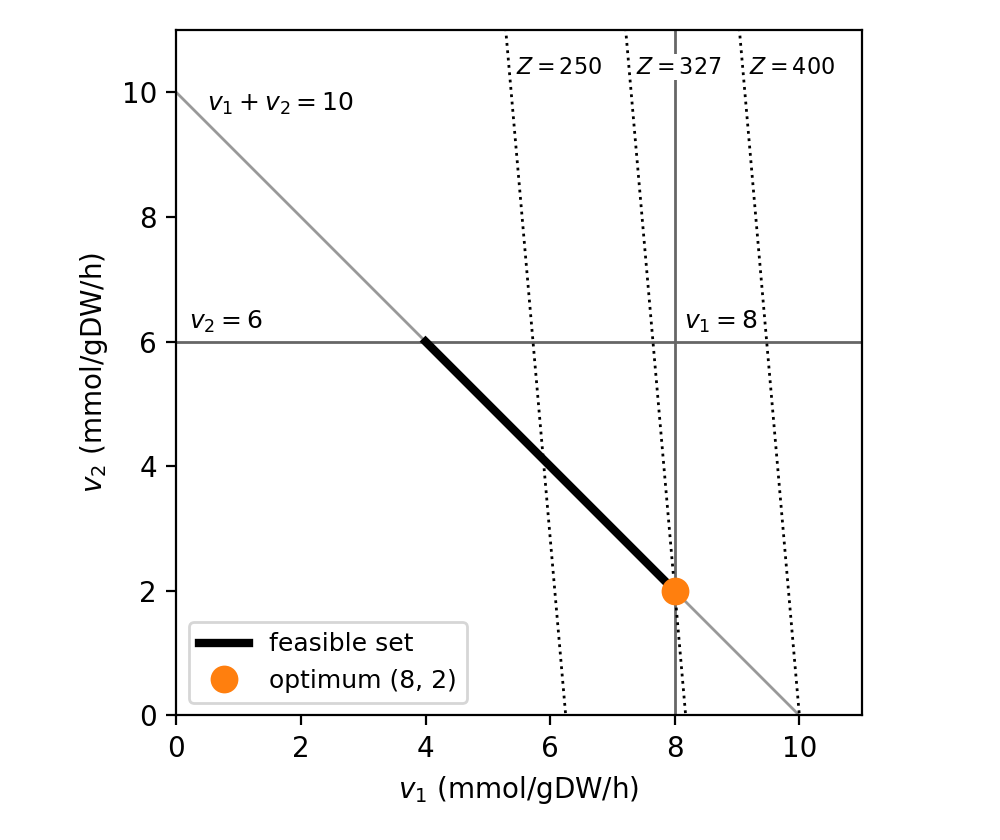 Z = 250
Z = 327
Z = 400
v₁ + v₂ = 10
v₂ = 6
v₁ = 8
10
8
6
4
2
0
v₂ (mmol/gDW/h)
feasible set
optimum (8, 2)
0 2 4 6 8 10
v₁ (mmol/gDW/h)